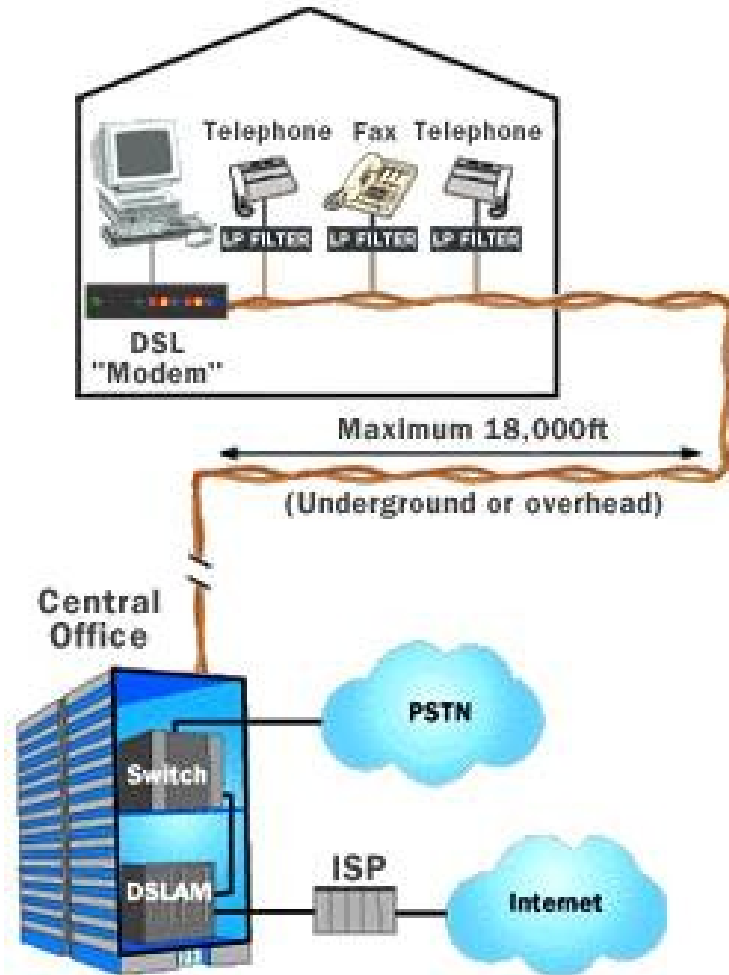 Telephone Fax Telephone
LP FILTER LP FILTER LP FILTER
DSL
"Modem"
Maximum 18,000ft
(Underground or overhead)
Central
Office
PSTN
Switch
ISP
DSLAM
Internet